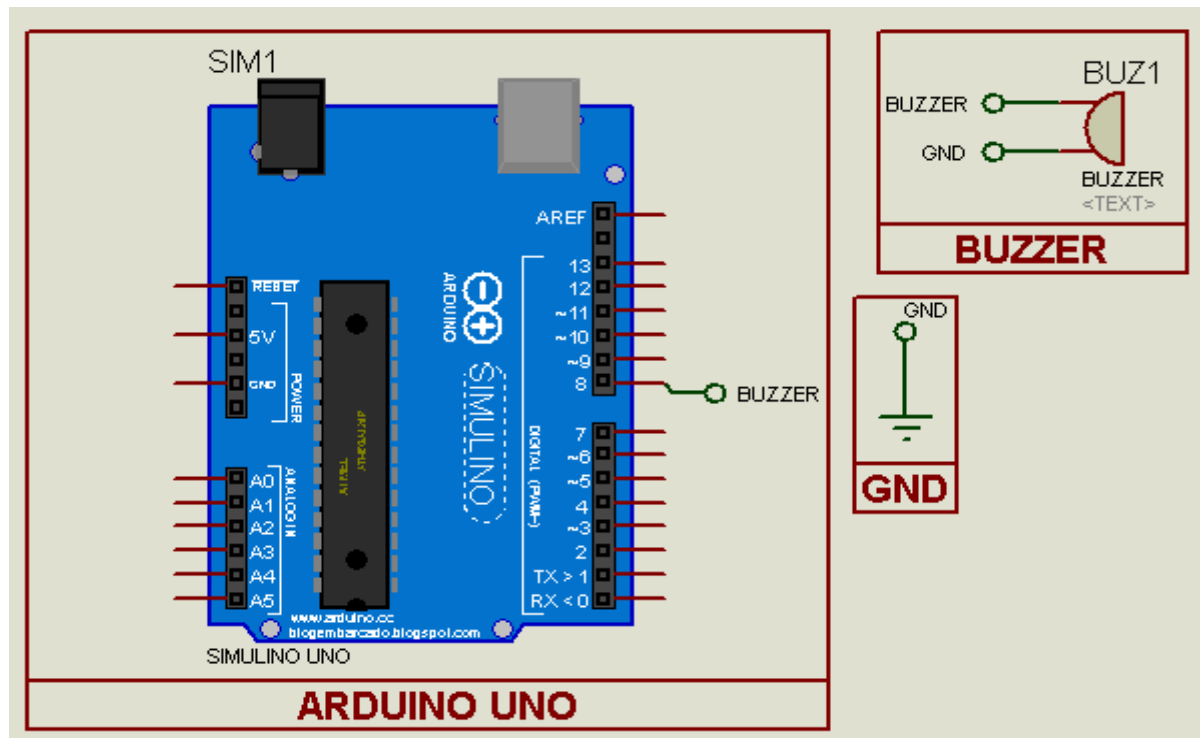 SIM1
AREF
13
12
~11
~10
~9
8
BUZZER
7
~6
~5
4
~3
2
TX > 1
RX < 0
DIGITAL (PWM~)
ARDUINO
SIMULINO
RESET
5V
GND
POWER
A0
A1
A2
A3
A4
A5
ANALOG IN
www.arduino.cc
blogembarcado.blogspot.com
SIMULINO UNO
ARDUINO UNO
BUZ1
BUZZER
GND
BUZZER
<TEXT>
BUZZER
GND
GND